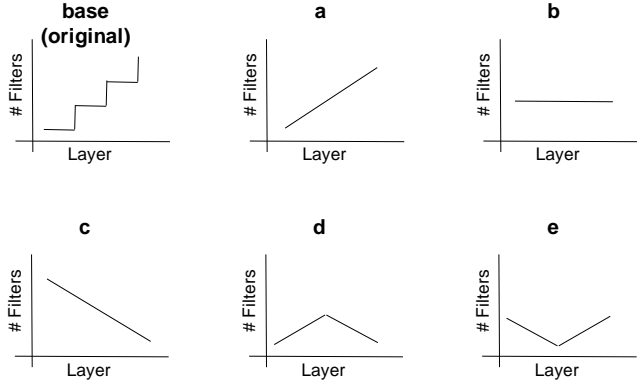 base
(original)
# Filters
Layer
a
# Filters
Layer
b
# Filters
Layer
c
# Filters
Layer
d
# Filters
Layer
e
# Filters
Layer